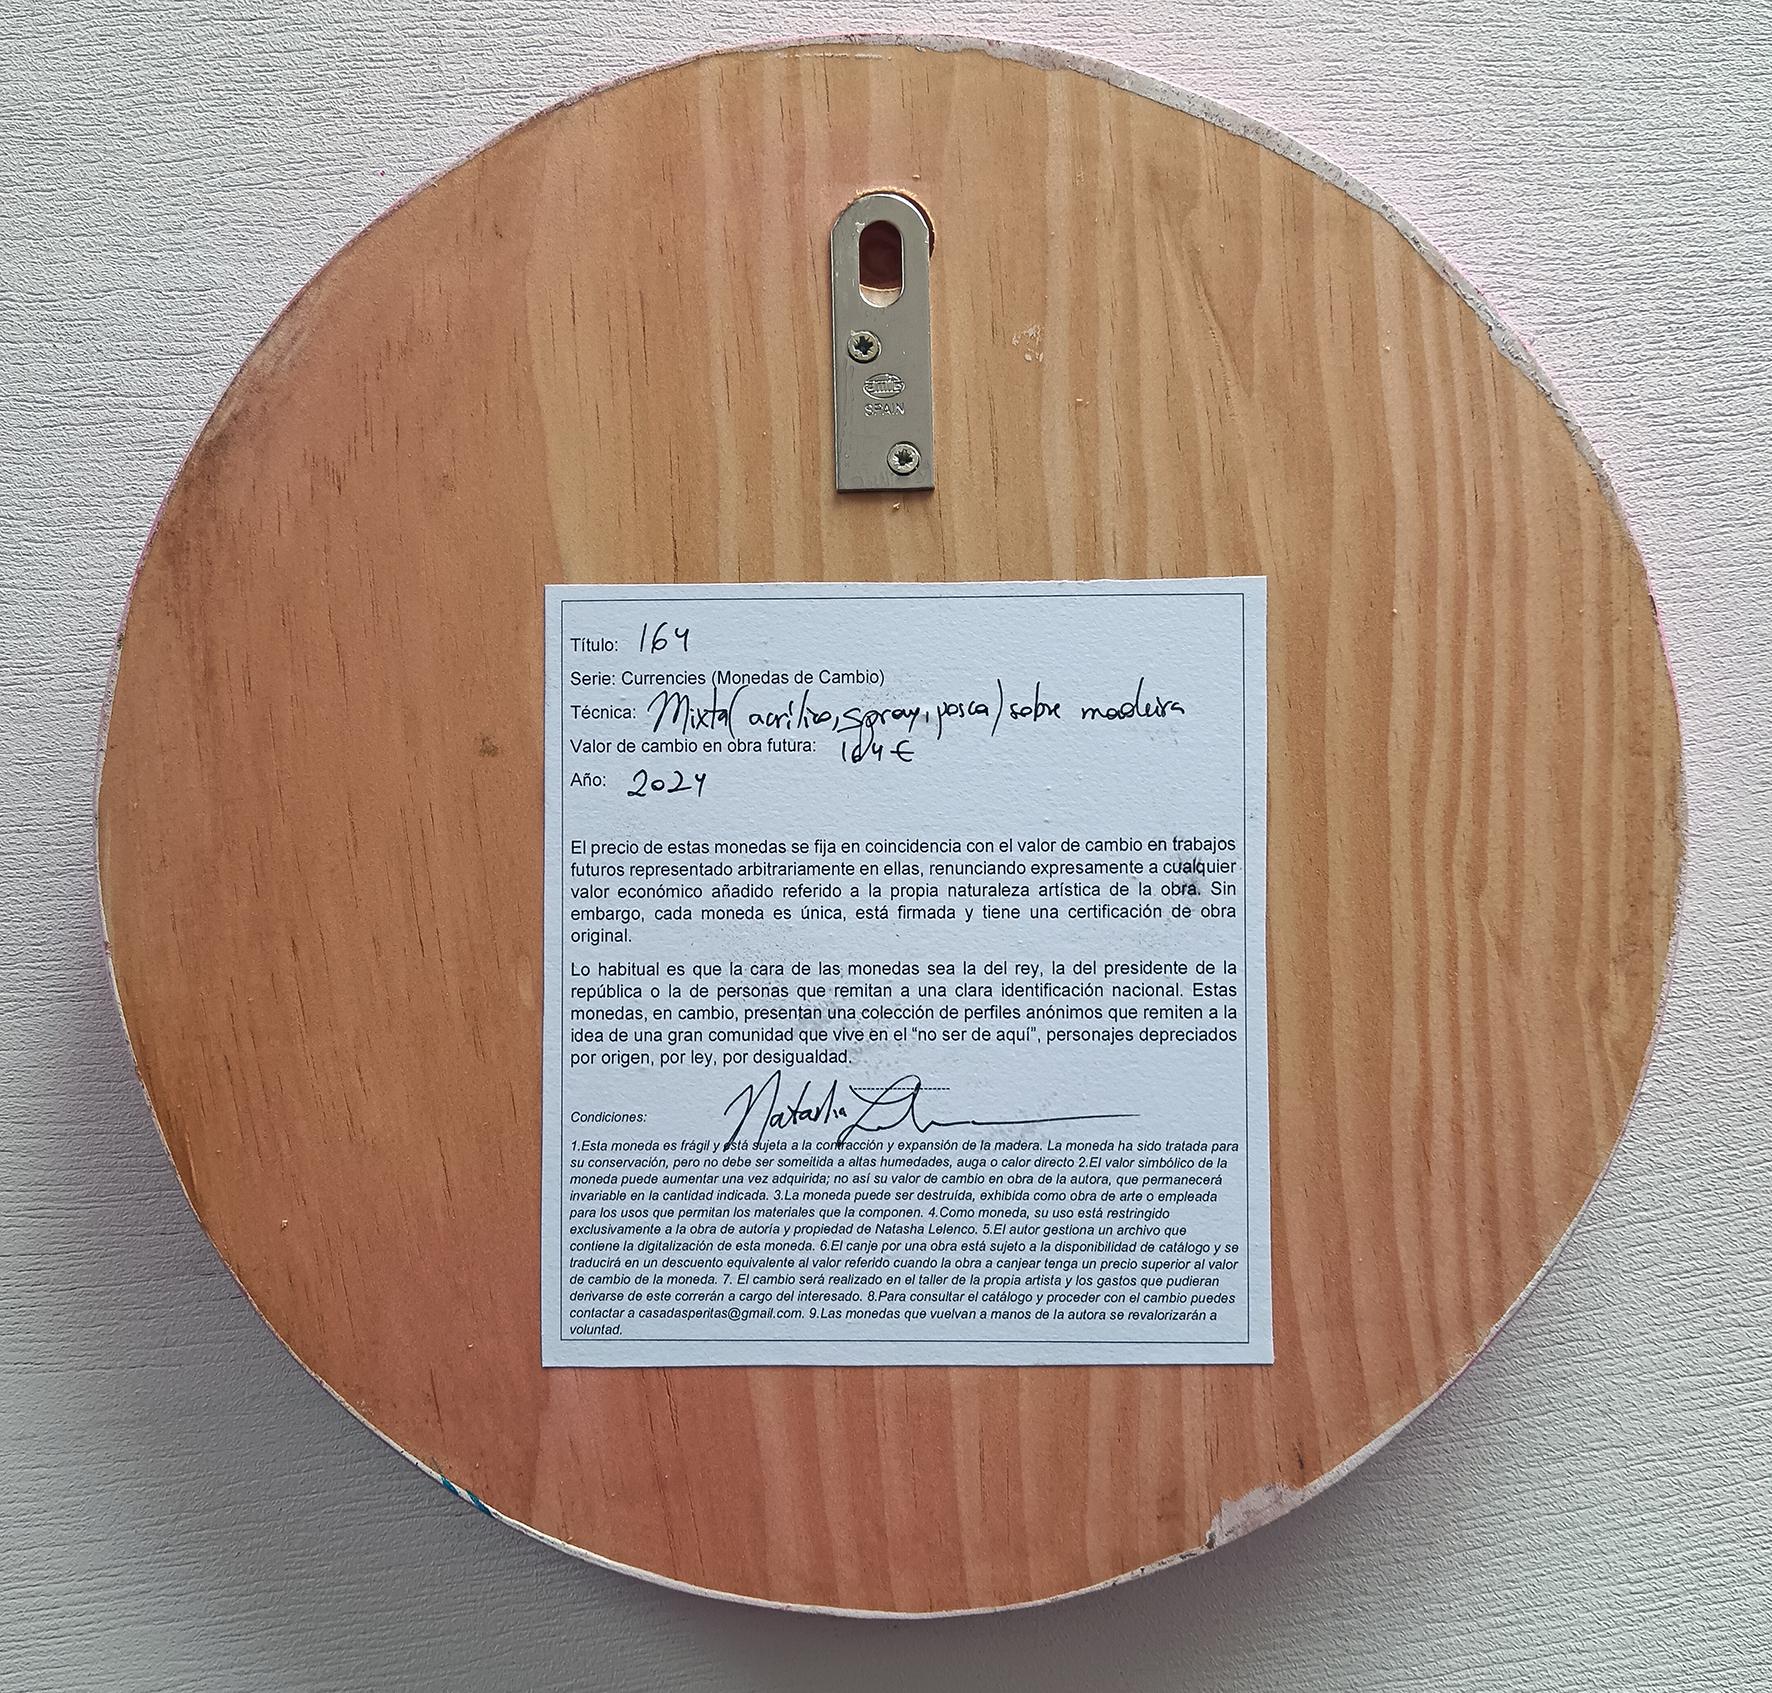 amig
SPAIN
Título: 164
Serie: Currencies (Monedas de Cambio)
Técnica: Mixta (acrílico, spray, posca) sobre madeira
Valor de cambio en obra futura: 164 €
Año: 2024
El precio de estas monedas se fija en coincidencia con el valor de cambio en trabajos
futuros representado arbitrariamente en ellas, renunciando expresamente a cualquier
valor económico añadido referido a la propia naturaleza artística de la obra. Sin
embargo, cada moneda es única, está firmada y tiene una certificación de obra
original.
Lo habitual es que la cara de las monedas sea la del rey, la del presidente de la
república o la de personas que remitan a una clara identificación nacional. Estas
monedas, en cambio, presentan una colección de perfiles anónimos que remiten a la
idea de una gran comunidad que vive en el “no ser de aquí”, personajes depreciados
por origen, por ley, por desigualdad.
Natasha Lelenco
Condiciones:
1.Esta moneda es frágil y está sujeta a la contracción y expansión de la madera. La moneda ha sido tratada para
su conservación, pero no debe ser someitida a altas humedades, auga o calor directo 2.El valor simbólico de la
moneda puede aumentar una vez adquirida; no así su valor de cambio en obra de la autora, que permanecerá
invariable en la cantidad indicada. 3.La moneda puede ser destruída, exhibida como obra de arte o empleada
para los usos que permitan los materiales que la componen. 4.Como moneda, su uso está restringido
exclusivamente a la obra de autoría y propiedad de Natasha Lelenco. 5.El autor gestiona un archivo que
contiene la digitalización de esta moneda. 6.El canje por una obra está sujeto a la disponibilidad de catálogo y se
traducirá en un descuento equivalente al valor referido cuando la obra a canjear tenga un precio superior al valor
de cambio de la moneda. 7. El cambio será realizado en el taller de la propia artista y los gastos que pudieran
derivarse de este correrán a cargo del interesado. 8.Para consultar el catálogo y proceder con el cambio puedes
contactar a casadasperitas@gmail.com. 9.Las monedas que vuelvan a manos de la autora se revalorizarán a
voluntad.